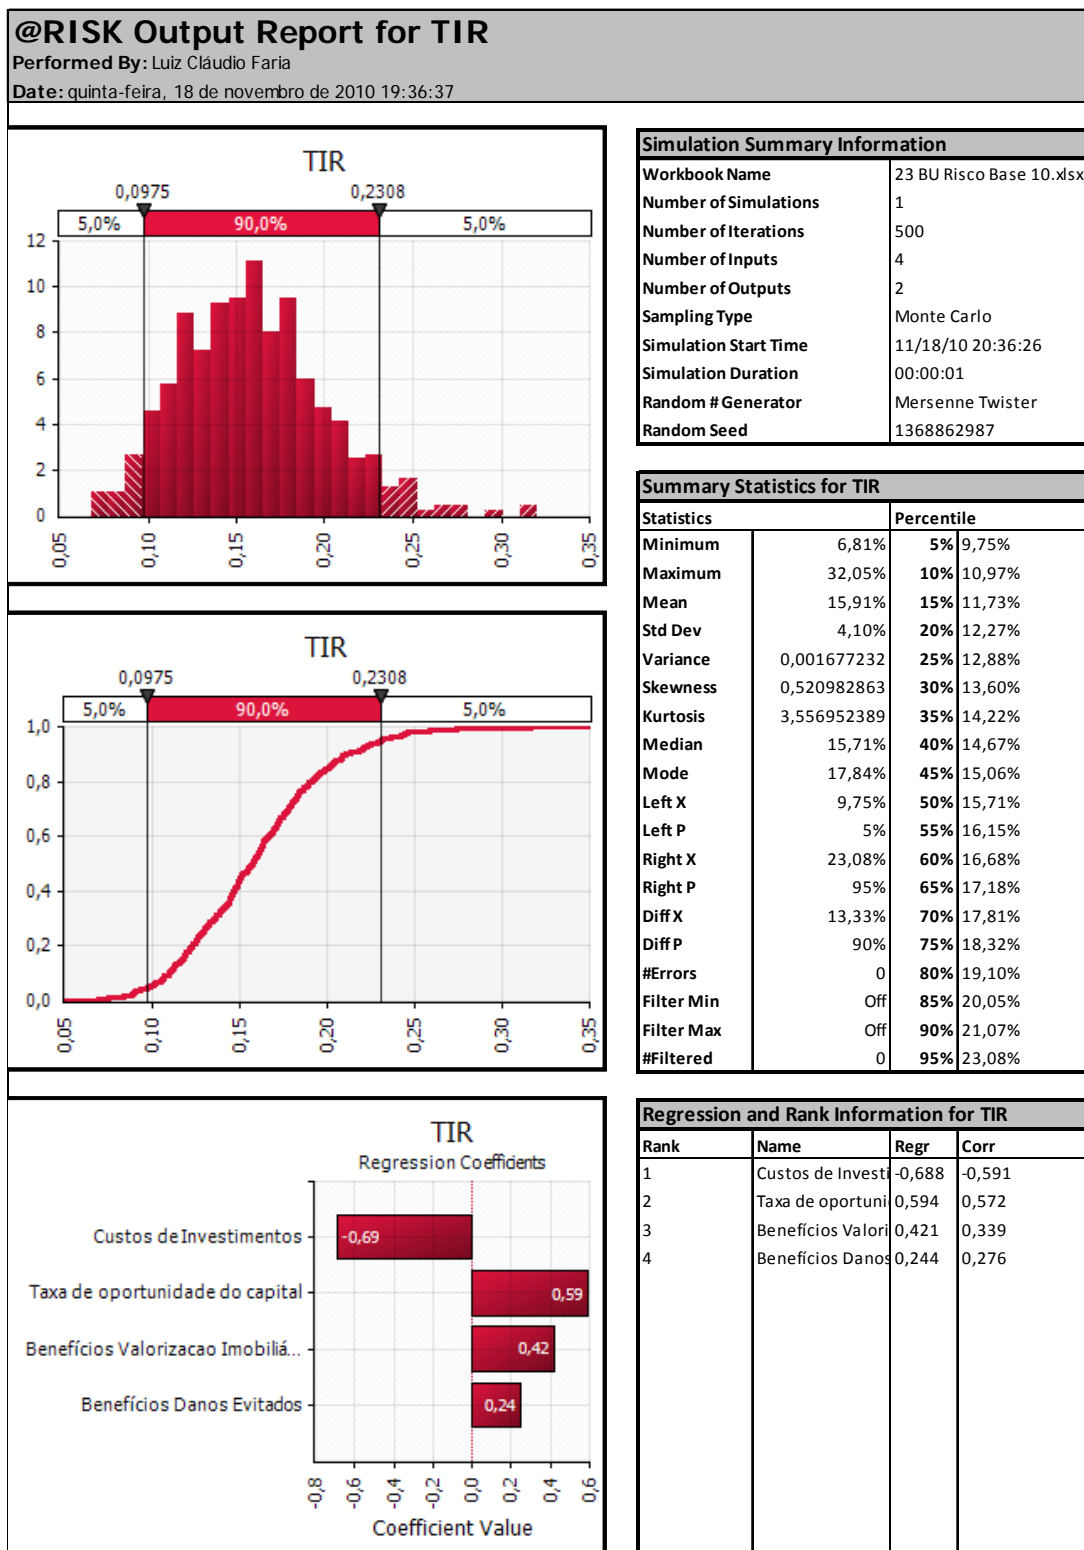 @RISK Output Report for TIR
Performed By: Luiz Cláudio Faria
Date: quinta-feira, 18 de novembro de 2010 19:36:37
TIR
0,0975 0,2308
5,0% 90,0% 5,0%
12
10
8
6
4
2
0
0,05 0,10 0,15 0,20 0,25 0,30 0,35
Simulation Summary Information
Workbook Name 23 BU Risco Base 10.xlsx
Number of Simulations 1
Number of Iterations 500
Number of Inputs 4
Number of Outputs 2
Sampling Type Monte Carlo
Simulation Start Time 11/18/10 20:36:26
Simulation Duration 00:00:01
Random # Generator Mersenne Twister
Random Seed 1368862987
TIR
0,0975 0,2308
5,0% 90,0% 5,0%
1,0
0,8
0,6
0,4
0,2
0,0
0,05 0,10 0,15 0,20 0,25 0,30 0,35
Summary Statistics for TIR
Statistics Percentile
Minimum 6,81% 5% 9,75%
Maximum 32,05% 10% 10,97%
Mean 15,91% 15% 11,73%
Std Dev 4,10% 20% 12,27%
Variance 0,001677232 25% 12,88%
Skewness 0,520982863 30% 13,60%
Kurtosis 3,556952389 35% 14,22%
Median 15,71% 40% 14,67%
Mode 17,84% 45% 15,06%
Left X 9,75% 50% 15,71%
Left P 5% 55% 16,15%
Right X 23,08% 60% 16,68%
Right P 95% 65% 17,18%
Diff X 13,33% 70% 17,81%
Diff P 90% 75% 18,32%
#Errors 0 80% 19,10%
Filter Min Off 85% 20,05%
Filter Max Off 90% 21,07%
#Filtered 0 95% 23,08%
TIR
Regression Coefficients
Custos de Investimentos -0,69
Taxa de oportunidade do capital 0,59
Benefícios Valorizacao Imobiliá... 0,42
Benefícios Danos Evitados 0,24
-0,8 -0,6 -0,4 -0,2 0,0 0,2 0,4 0,6
Coefficient Value
Regression and Rank Information for TIR
Rank Name Regr Corr
1 Custos de Investi -0,688 -0,591
2 Taxa de oportuni 0,594 0,572
3 Benefícios Valori 0,421 0,339
4 Benefícios Danos 0,244 0,276